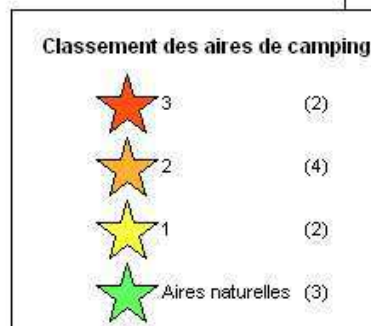 Classement des aires de camping
3 (2)
2 (4)
1 (2)
Aires naturelles (3)